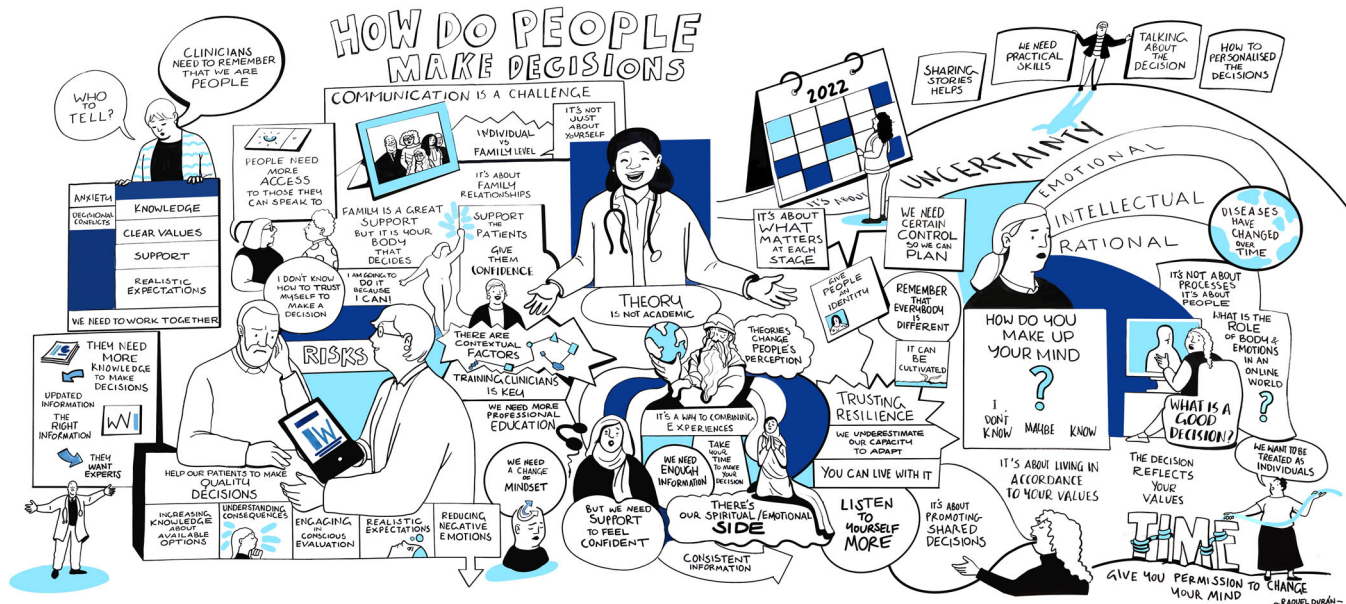 HOW DO PEOPLE
MAKE DECISIONS
CLINICIANS
NEED TO REMEMBER
THAT WE ARE
PEOPLE
WHO
TO
TELL?
ANXIETY
DECISIONAL
CONFLICTS
KNOWLEDGE
CLEAR VALUES
SUPPORT
REALISTIC
EXPECTATIONS
WE NEED TO WORK TOGETHER
PEOPLE NEED
MORE
ACCESS
TO THOSE THEY
CAN SPEAK TO
COMMUNICATION IS A CHALLENGE
INDIVIDUAL
VS
FAMILY LEVEL
IT'S NOT
JUST
ABOUT
YOURSELF
IT'S ABOUT
FAMILY
RELATIONSHIPS
FAMILY IS A GREAT
SUPPORT
BUT IT IS YOUR
BODY
THAT
DECIDES
SUPPORT
THE
PATIENTS
GIVE
THEM
CONFIDENCE
I DON'T KNOW
HOW TO TRUST
MYSELF TO
MAKE A
DECISION
I AM GOING TO
DO IT
BECAUSE
I CAN!
RISKS
THERE ARE
CONTEXTUAL
FACTORS
TRAINING CLINICIANS
IS KEY
WE NEED MORE
PROFESSIONAL
EDUCATION
THEY NEED
MORE
KNOWLEDGE
TO MAKE
DECISIONS
UPDATED
INFORMATION
THE
RIGHT
INFORMATION
THEY
WANT
EXPERTS
HELP OUR PATIENTS TO MAKE
QUALITY
DECISIONS
INCREASING
KNOWLEDGE
ABOUT
AVAILABLE
OPTIONS
UNDERSTANDING
CONSEQUENCES
ENGAGING
IN
CONSCIOUS
EVALUATION
REALISTIC
EXPECTATIONS
REDUCING
NEGATIVE
EMOTIONS
WE NEED
A CHANGE
OF
MINDSET
THEORY
IS NOT ACADEMIC
THEORIES
CHANGE
PEOPLE'S
PERCEPTION
IT'S A WAY TO COMBINING
EXPERIENCES
WE NEED
ENOUGH
INFORMATION
TAKE
YOUR
TIME
TO MAKE
YOUR
DECISION
BUT WE NEED
SUPPORT
TO FEEL
CONFIDENT
THERE'S
OUR SPIRITUAL/EMOTIONAL
SIDE
CONSISTENT
INFORMATION
2022
IT'S ABOUT
UNCERTAINTY
IT'S ABOUT
WHAT
MATTERS
AT EACH
STAGE
WE NEED
CERTAIN
CONTROL
SO WE CAN
PLAN
GIVE
PEOPLE
AN
IDENTITY
REMEMBER
THAT
EVERYBODY
IS
DIFFERENT
IT CAN
BE
CULTIVATED
TRUSTING
RESILIENCE
WE UNDERESTIMATE
OUR CAPACITY
TO ADAPT
YOU CAN LIVE WITH IT
LISTEN
TO
YOURSELF
MORE
IT'S ABOUT
PROMOTING
SHARED
DECISIONS
SHARING
STORIES
HELPS
WE NEED
PRACTICAL
SKILLS
TALKING
ABOUT
THE
DECISION
HOW TO
PERSONALISED
THE
DECISIONS
EMOTIONAL
INTELLECTUAL
RATIONAL
DISEASES
HAVE
CHANGED
OVER
TIME
HOW DO YOU
MAKE UP
YOUR MIND
?
I
DON'T
KNOW
MAYBE
KNOW
IT'S NOT ABOUT
PROCESSES
IT'S ABOUT
PEOPLE
WHAT IS THE
ROLE
OF BODY &
EMOTIONS
IN AN
ONLINE
WORLD
?
WHAT IS A
GOOD
DECISION?
IT'S ABOUT LIVING IN
ACCORDANCE
TO YOUR VALUES
THE DECISION
REFLECTS
YOUR
VALUES
WE WANT TO BE
TREATED AS
INDIVIDUALS
TIME
GIVE YOU PERMISSION TO CHANGE
YOUR MIND
-RAQUEL DURÁN-